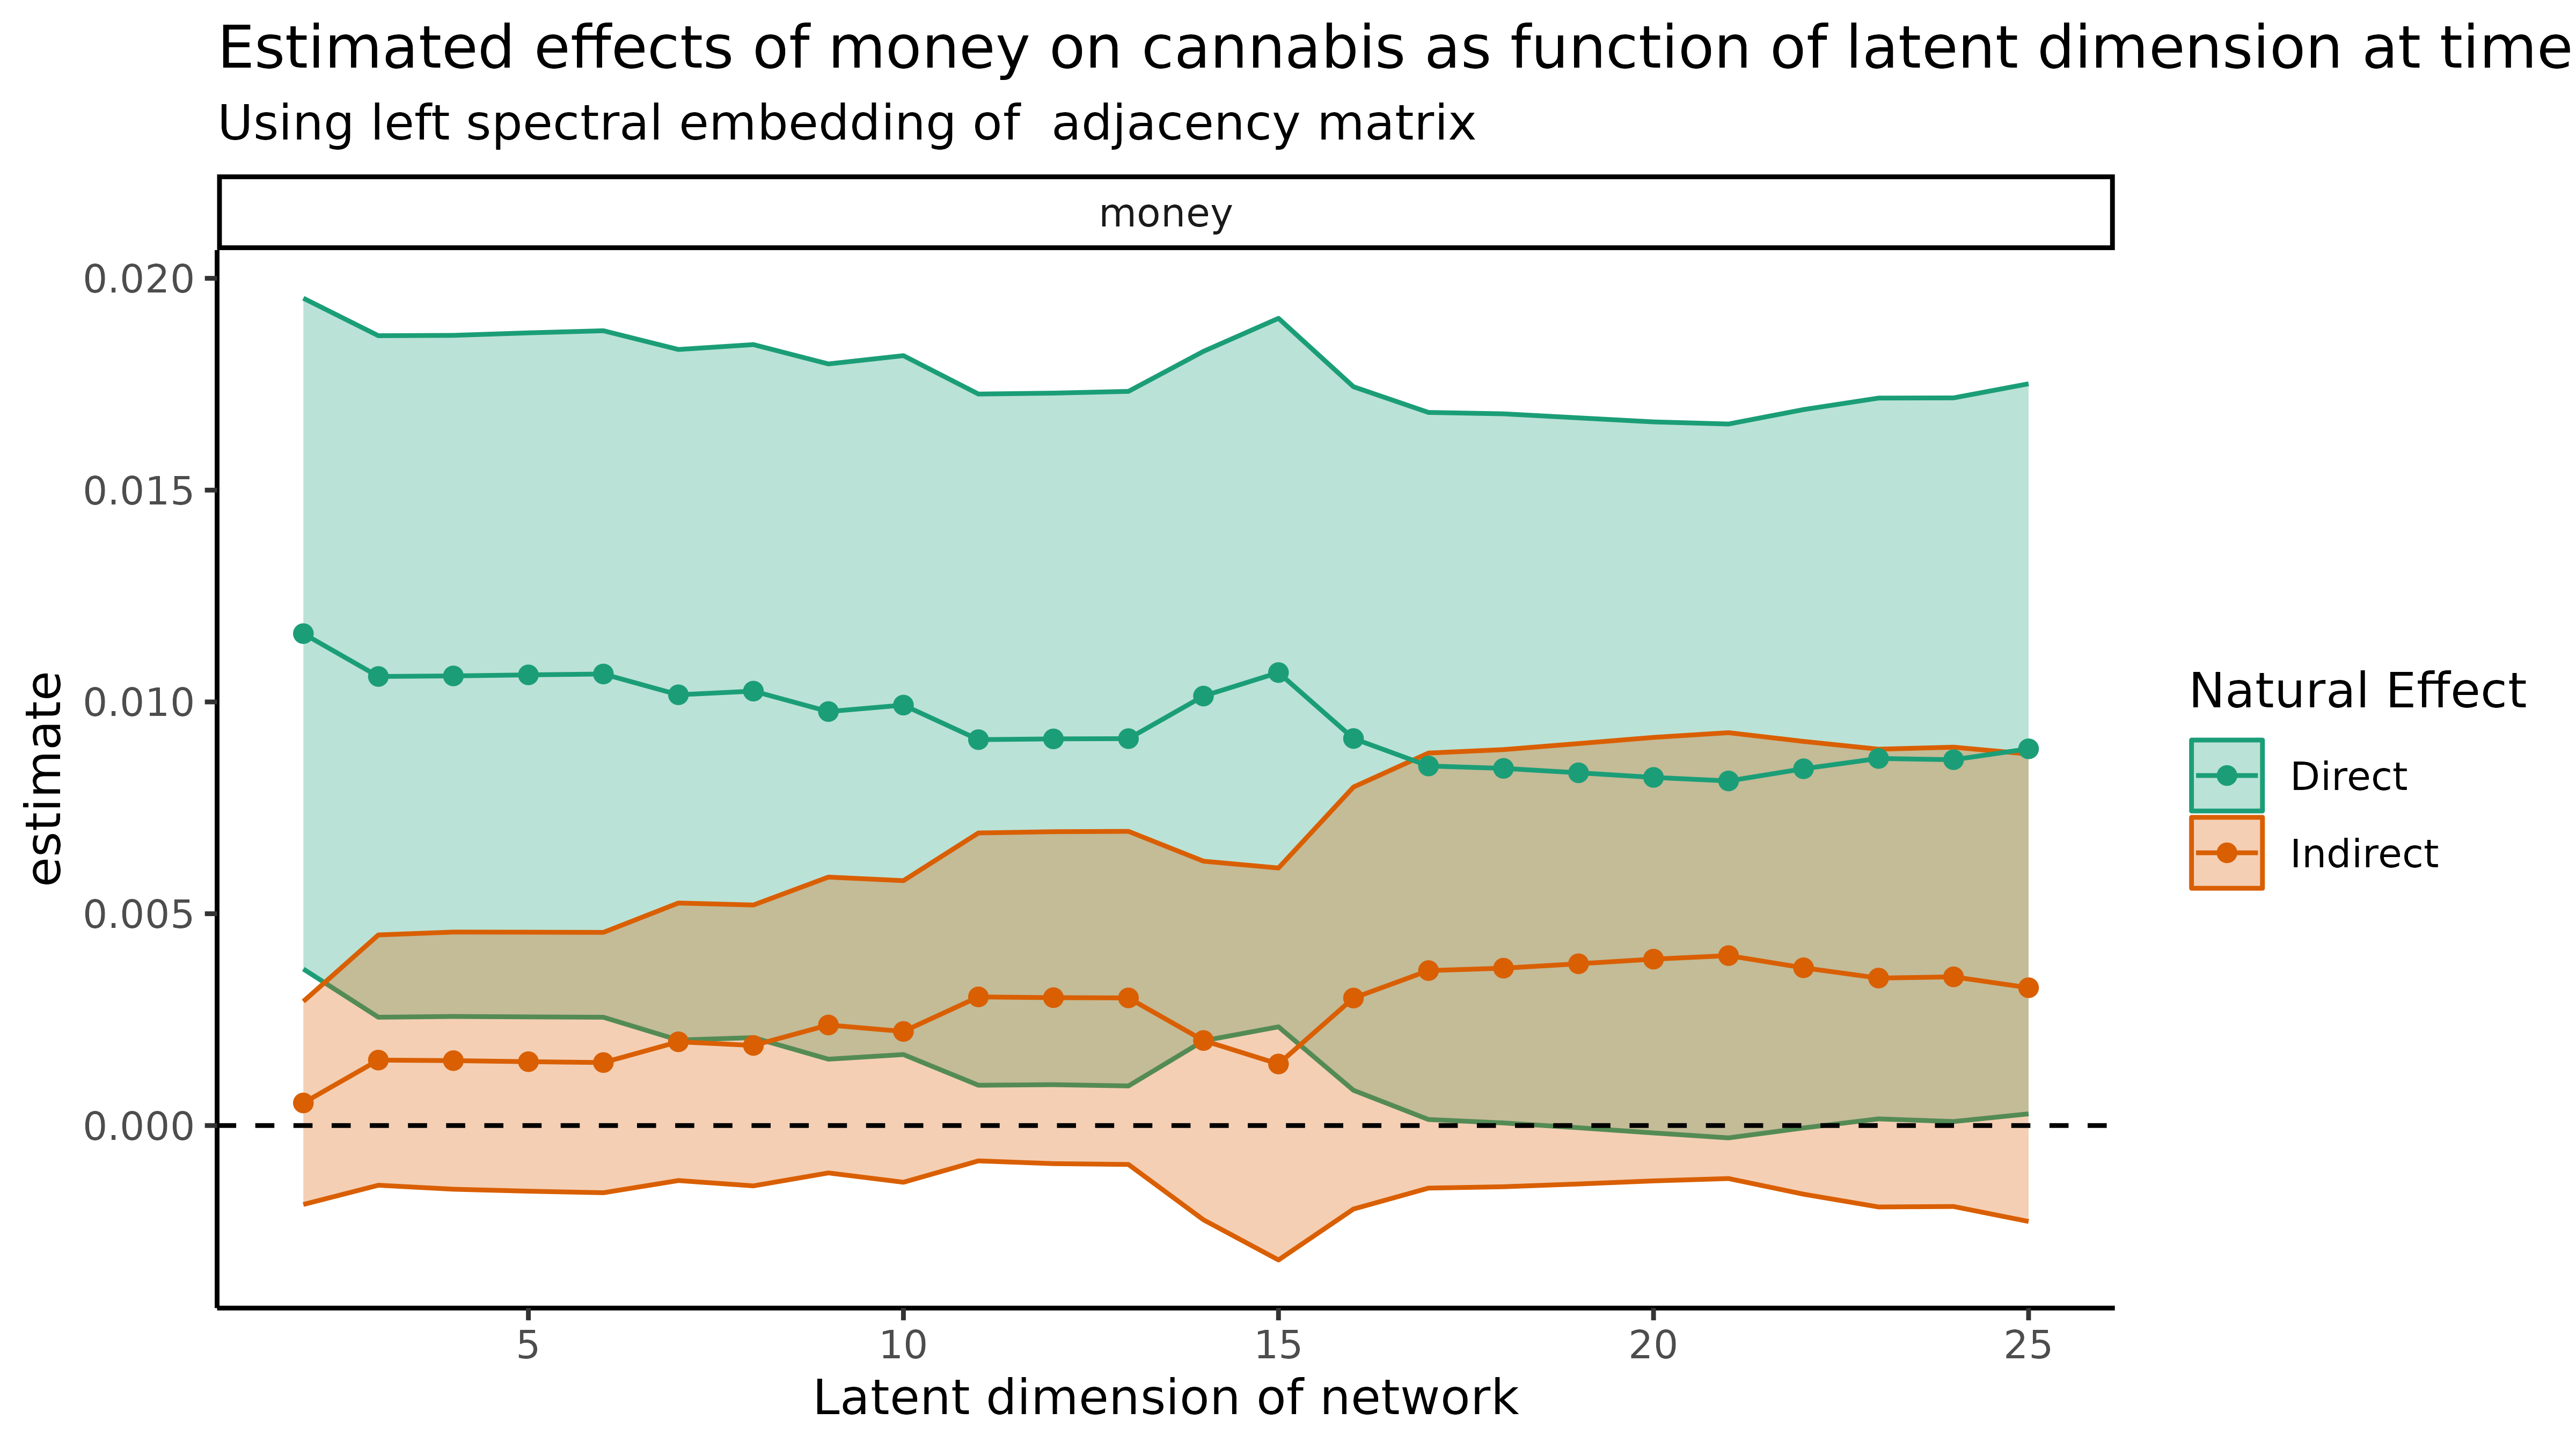 Estimated effects of money on cannabis as function of latent dimension at time
Using left spectral embedding of  adjacency matrix
money
0.020
0.015
0.010
0.005
0.000
estimate
5 10 15 20 25
Latent dimension of network
Natural Effect
Direct
Indirect